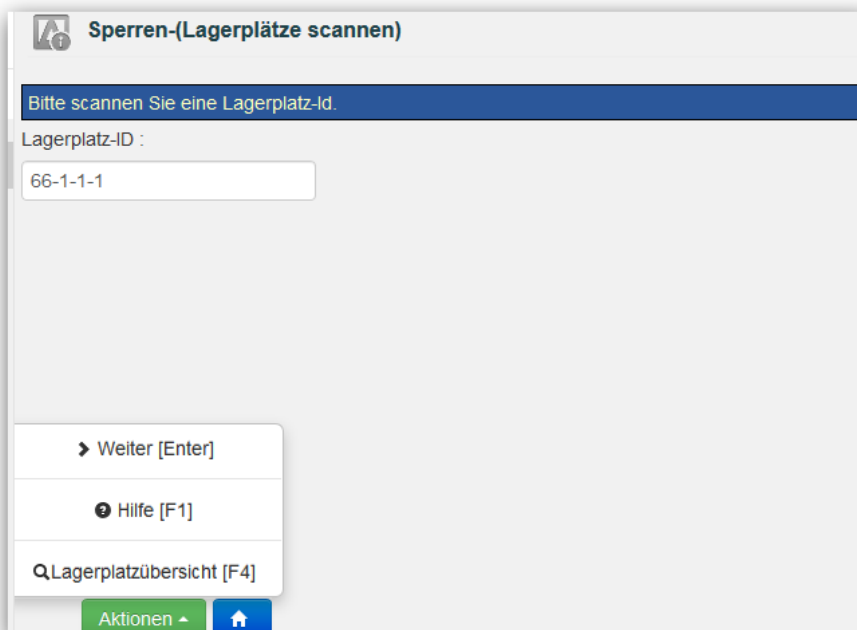 Sperren-(Lagerplätze scannen)
Bitte scannen Sie eine Lagerplatz-Id.
Lagerplatz-ID :
66-1-1-1
Weiter [Enter]
Hilfe [F1]
Lagerplatzübersicht [F4]
Aktionen